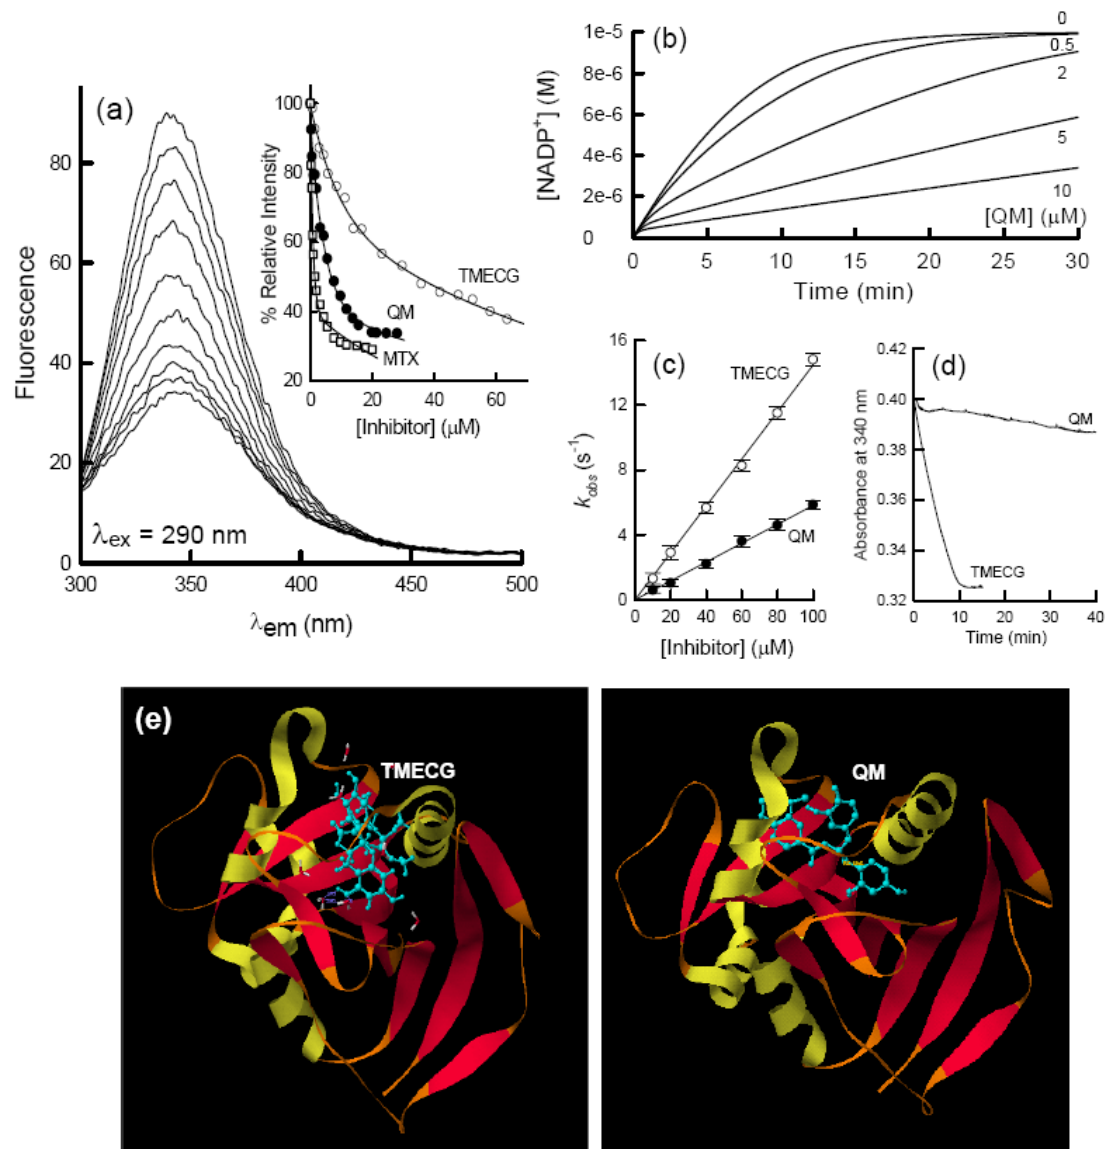 (a)
Fluorescence
80
60
40
20
0
300
350
400
450
500
λex = 290 nm
λem (nm)
% Relative Intensity
100
80
60
40
20
0
20
40
60
[Inhibitor] (μM)
TMECG
QM
MTX
(b)
[NADP+] (M)
1e-5
8e-6
6e-6
4e-6
2e-6
0
0
5
10
15
20
25
30
Time (min)
0
0.5
2
5
10
[QM] (μM)
(c)
kobs (s-1)
16
12
8
4
0
0
20
40
60
80
100
[Inhibitor] (μM)
TMECG
QM
(d)
Absorbance at 340 nm
0.42
0.40
0.38
0.36
0.34
0.32
0
10
20
30
40
Time (min)
QM
TMECG
(e)
TMECG
QM